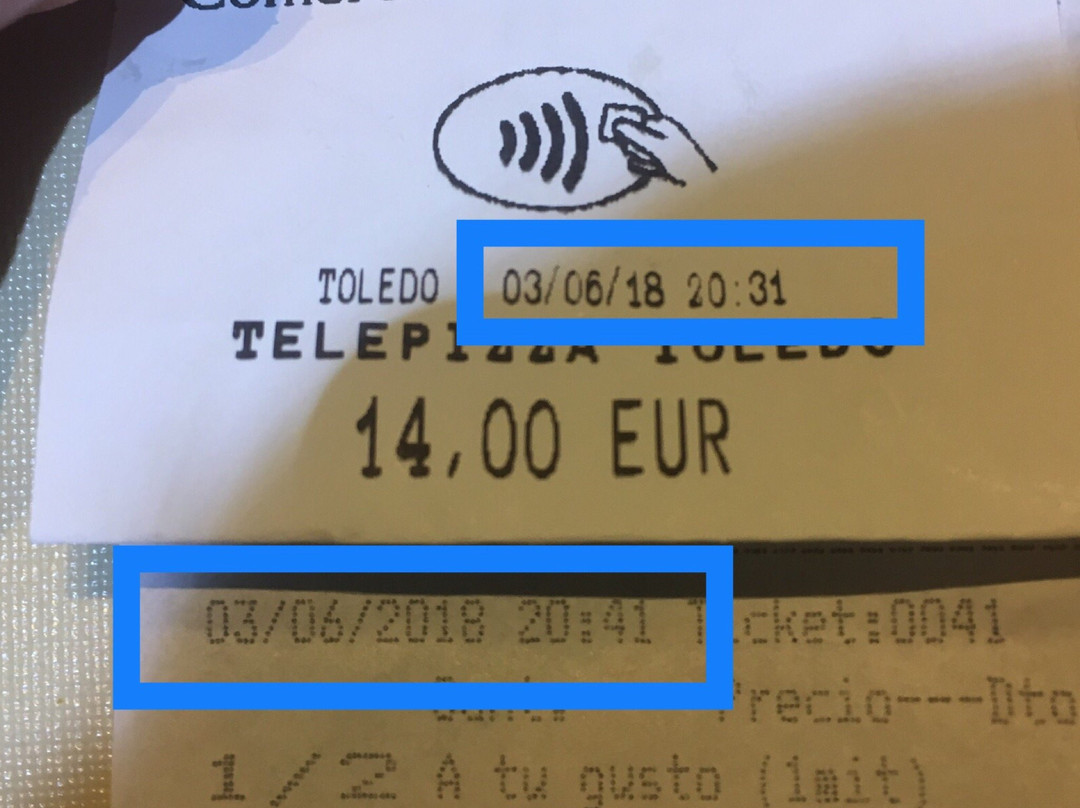 TOLEDO 03/06/18 20:31
TELEPIZZA TOLEDO
14,00 EUR
03/06/2018 20:41 Ticket:0041
Precio---Dto
1/2 A tu gusto (1mit)